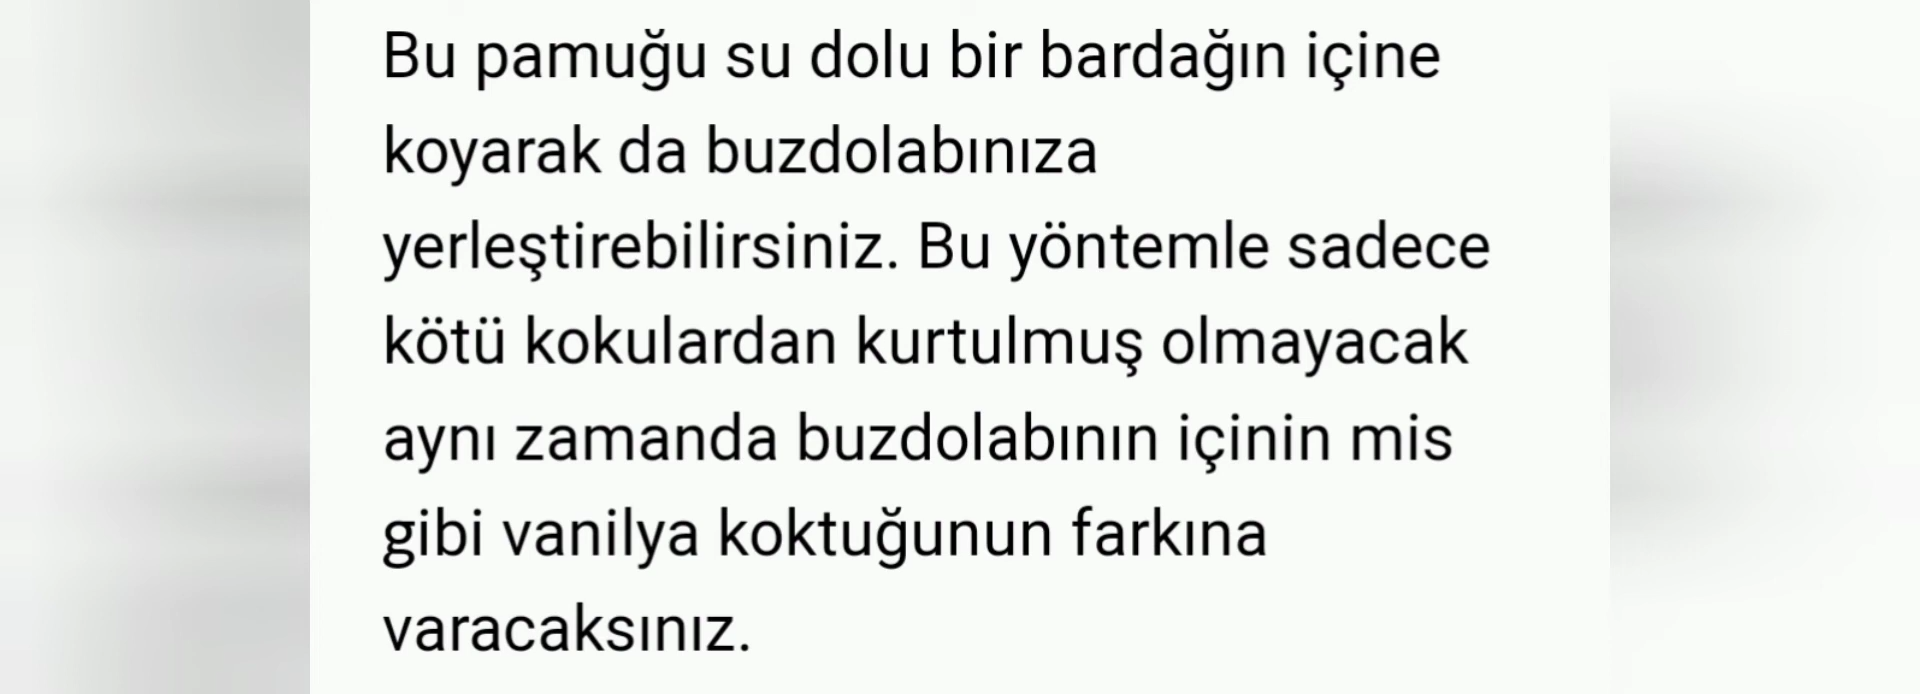 Bu pamuğu su dolu bir bardağın içine
koyarak da buzdolabınıza
yerleştirebilirsiniz. Bu yöntemle sadece
kötü kokulardan kurtulmuş olmayacak
aynı zamanda buzdolabının içinin mis
gibi vanilya koktuğunun farkına
varacaksınız.